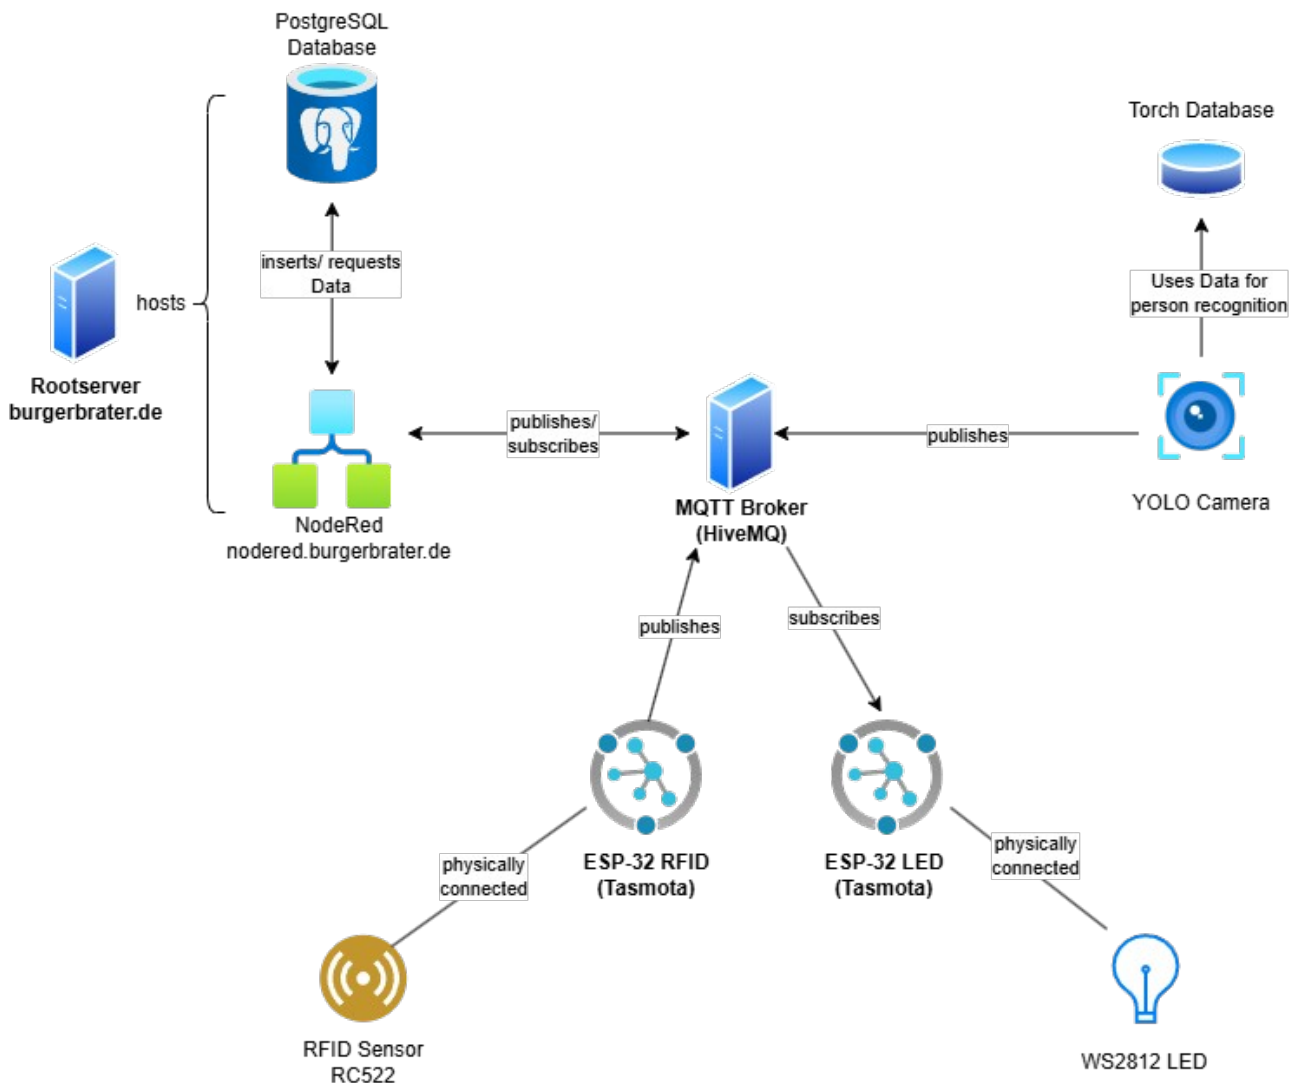 PostgreSQL
Database
Torch Database
hosts
inserts/ requests
Data
Uses Data for
person recognition
Rootserver
burgerbrater.de
publishes/
subscribes
publishes
NodeRed
nodered.burgerbrater.de
MQTT Broker
(HiveMQ)
YOLO Camera
publishes
subscribes
physically
connected
ESP-32 RFID
(Tasmota)
ESP-32 LED
(Tasmota)
physically
connected
RFID Sensor
RC522
WS2812 LED